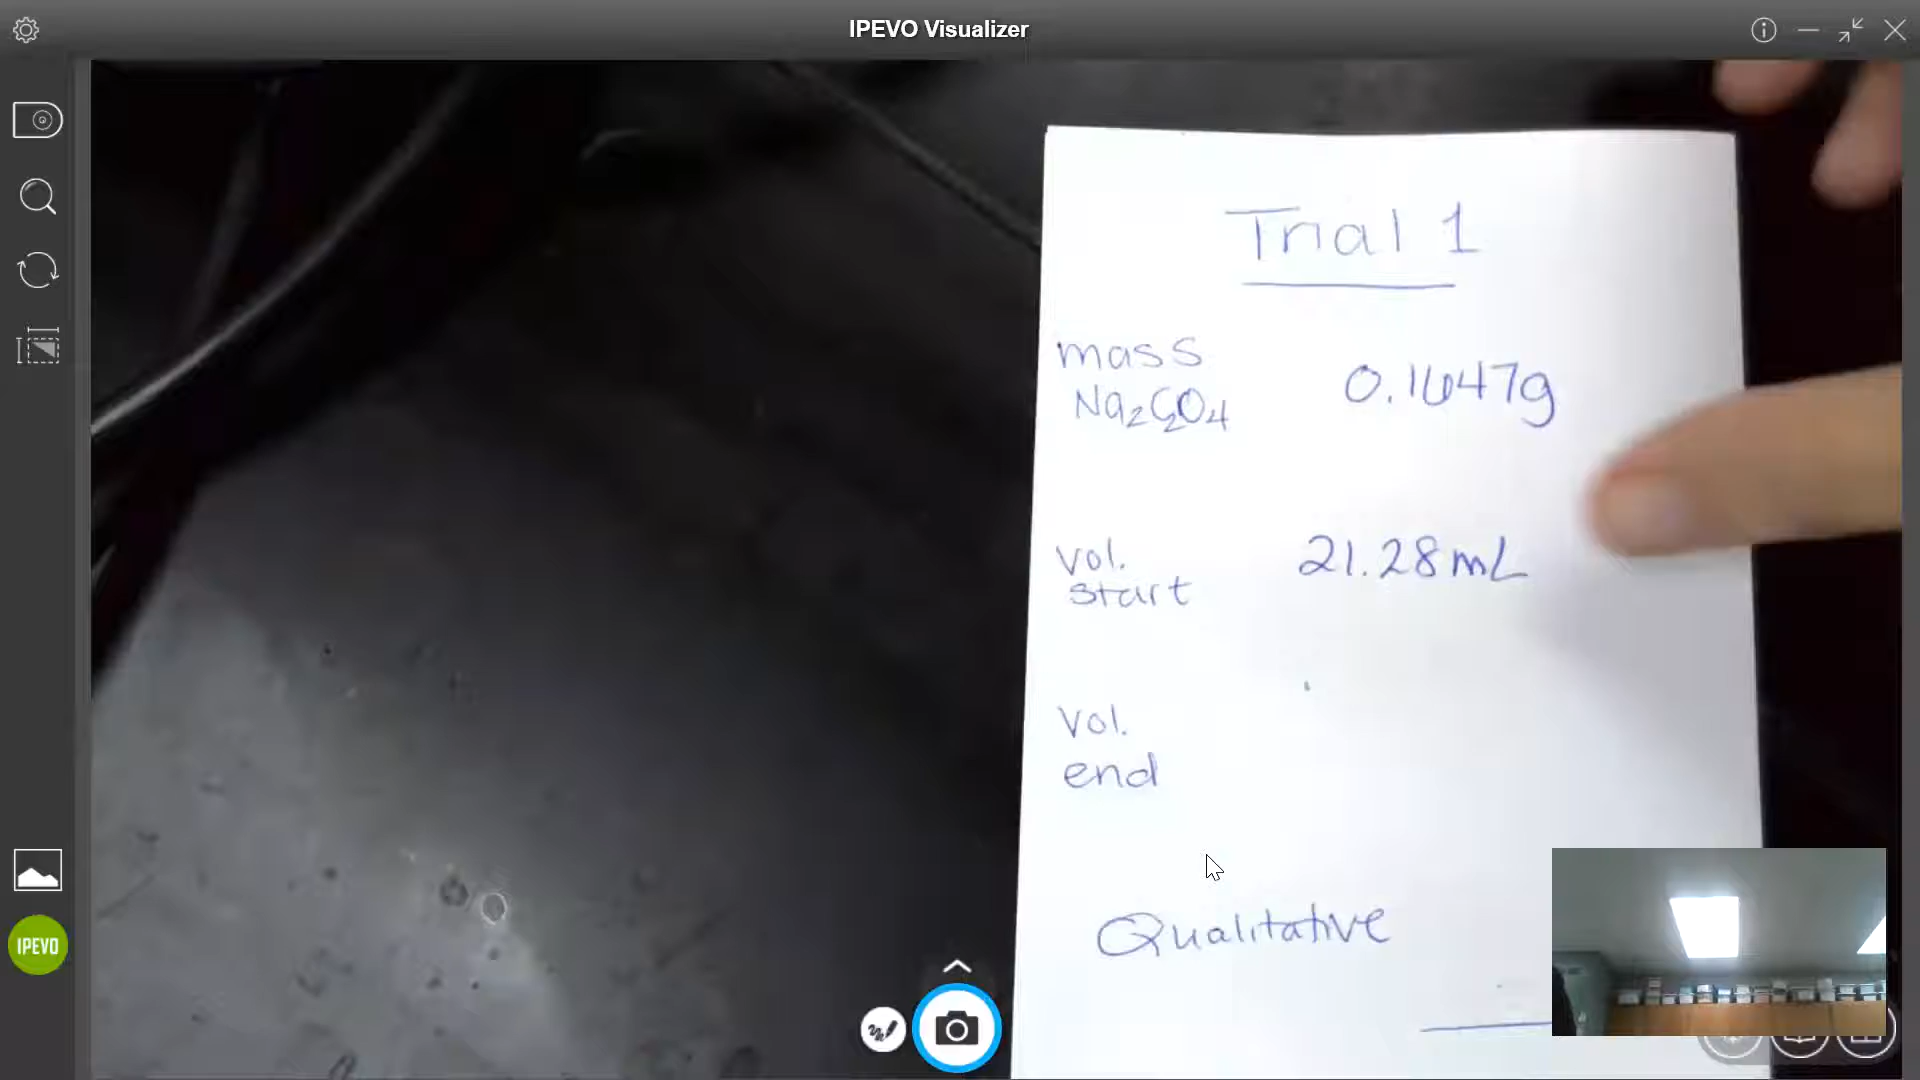 IPEVO Visualizer
Trial 1
mass
Na₂C₂O₄ 0.1647g
vol. 21.28mL
start
Vol.
end
Qualitative
IPEVO